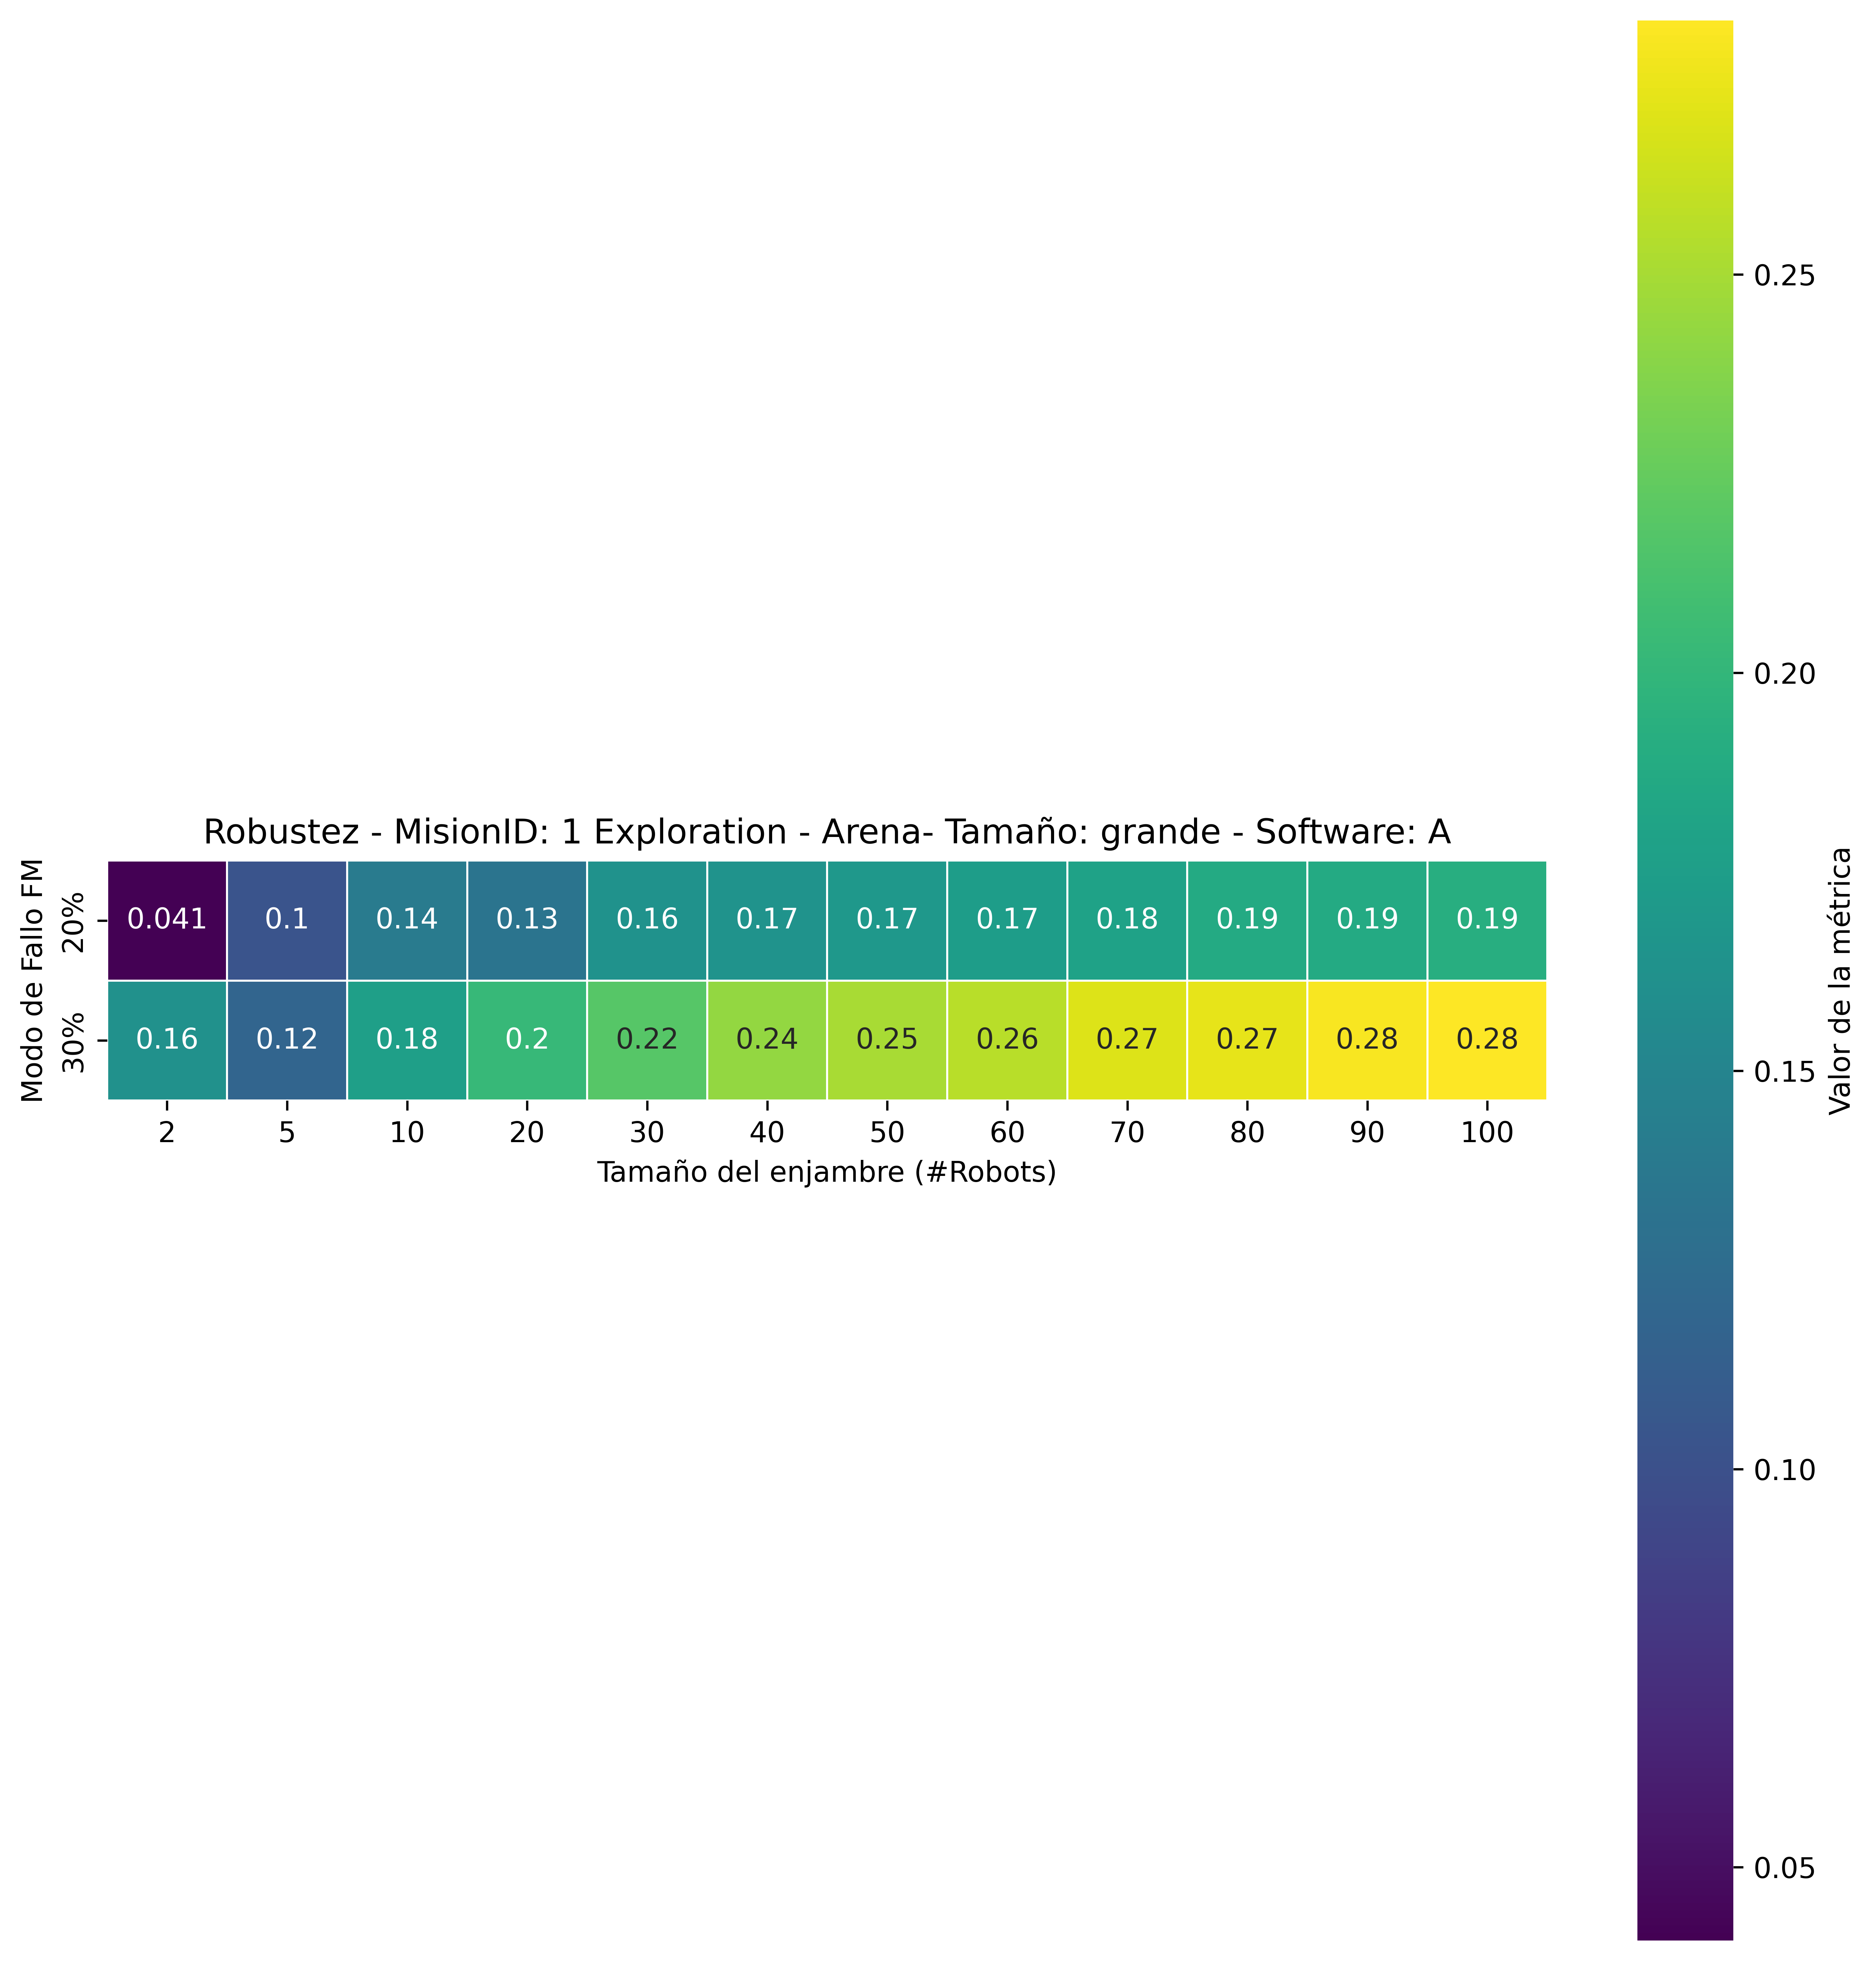 Robustez - MisionID: 1 Exploration - Arena- Tamaño: grande - Software: A
Modo de Fallo FM
20%
0.041 0.1 0.14 0.13 0.16 0.17 0.17 0.17 0.18 0.19 0.19 0.19
30%
0.16 0.12 0.18 0.2 0.22 0.24 0.25 0.26 0.27 0.27 0.28 0.28
2 5 10 20 30 40 50 60 70 80 90 100
Tamaño del enjambre (#Robots)
0.25
0.20
0.15
0.10
0.05
Valor de la métrica